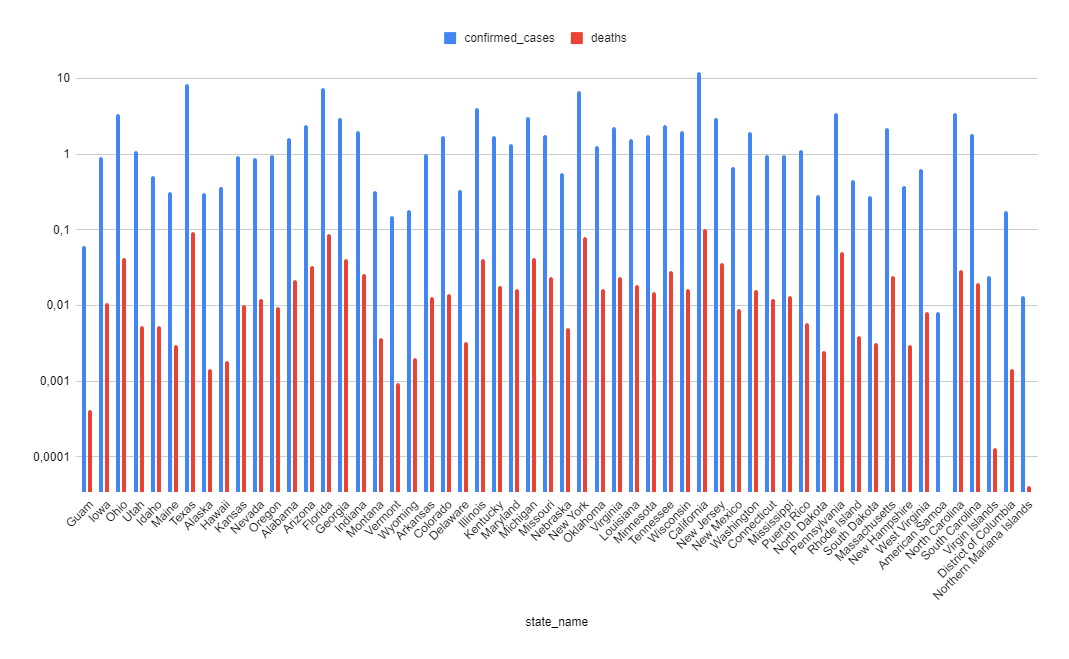 confirmed_cases deaths
10
1
0,1
0,01
0,001
0,0001
Guam
Iowa
Ohio
Utah
Idaho
Maine
Texas
Alaska
Hawaii
Kansas
Nevada
Oregon
Alabama
Arizona
Florida
Georgia
Indiana
Montana
Vermont
Wyoming
Arkansas
Colorado
Delaware
Illinois
Kentucky
Maryland
Michigan
Missouri
Nebraska
New York
Oklahoma
Virginia
Louisiana
Minnesota
Tennessee
Wisconsin
California
New Jersey
New Mexico
Washington
Connecticut
Mississippi
Puerto Rico
North Dakota
Pennsylvania
Rhode Island
South Dakota
Massachusetts
New Hampshire
West Virginia
American Samoa
North Carolina
South Carolina
Virgin Islands
District of Columbia
Northern Mariana Islands
state_name